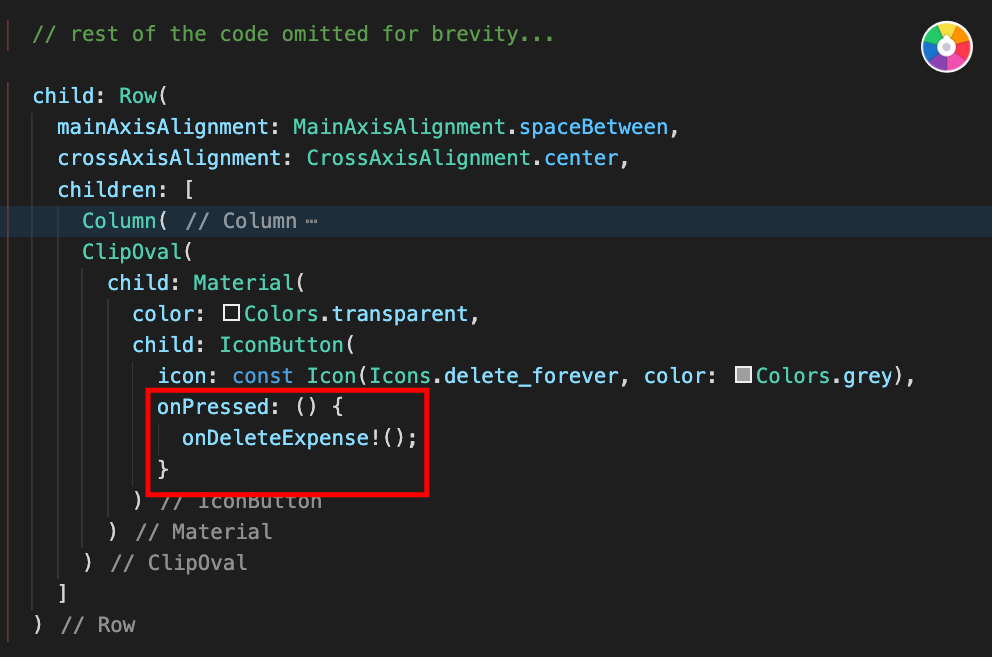 // rest of the code omitted for brevity...
child: Row(
mainAxisAlignment: MainAxisAlignment.spaceBetween,
crossAxisAlignment: CrossAxisAlignment.center,
children: [
Column( // Column ⋯
ClipOval(
child: Material(
color: Colors.transparent,
child: IconButton(
icon: const Icon(Icons.delete_forever, color: Colors.grey),
onPressed: () {
onDeleteExpense!();
}
) // IconButton
) // Material
) // ClipOval
]
) // Row